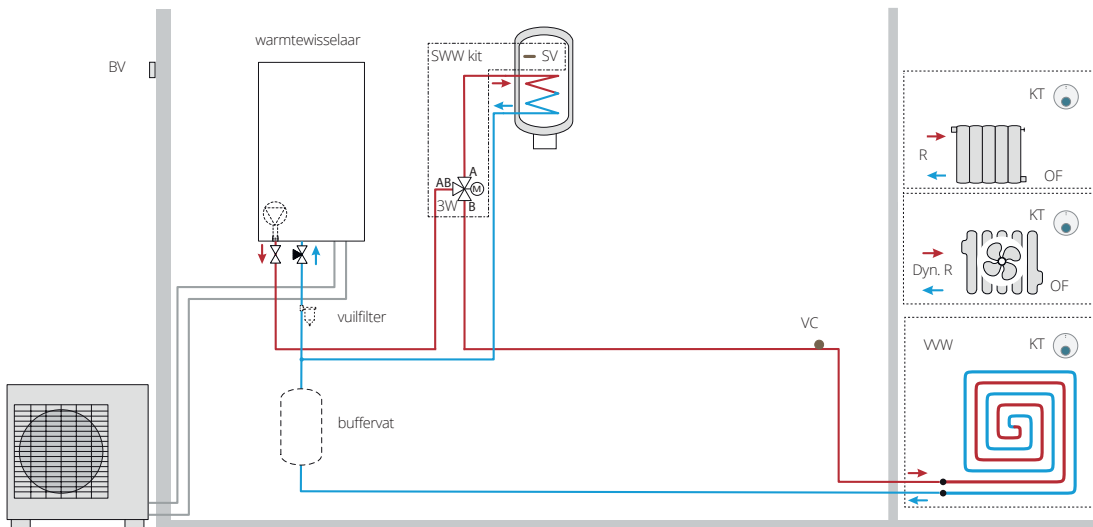 warmtewisselaar
BV
SWW kit
SV
A
AB
M
3W
B
vuilfilter
buffervat
VC
KT
R
OF
KT
Dyn. R
OF
VVW
KT